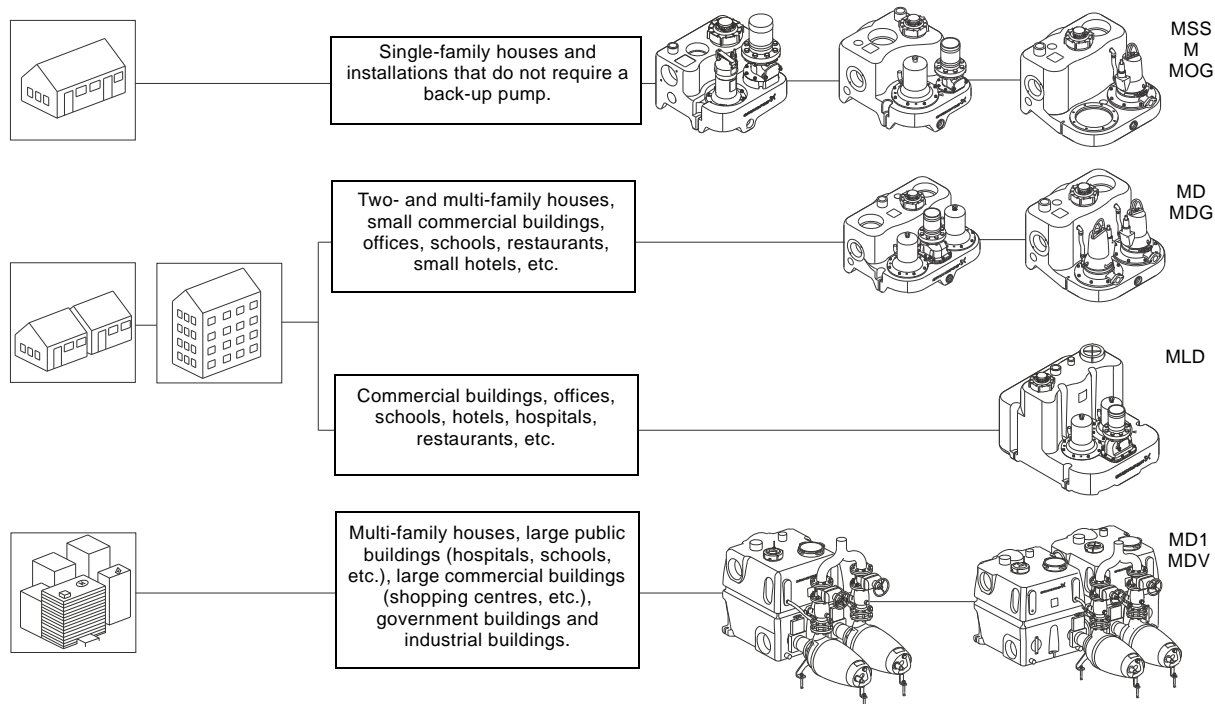 Single-family houses and
installations that do not require a
back-up pump.
MSS
M
MOG
Two- and multi-family houses,
small commercial buildings,
offices, schools, restaurants,
small hotels, etc.
MD
MDG
Commercial buildings, offices,
schools, hotels, hospitals,
restaurants, etc.
MLD
Multi-family houses, large public
buildings (hospitals, schools,
etc.), large commercial buildings
(shopping centres, etc.),
government buildings and
industrial buildings.
MD1
MDV